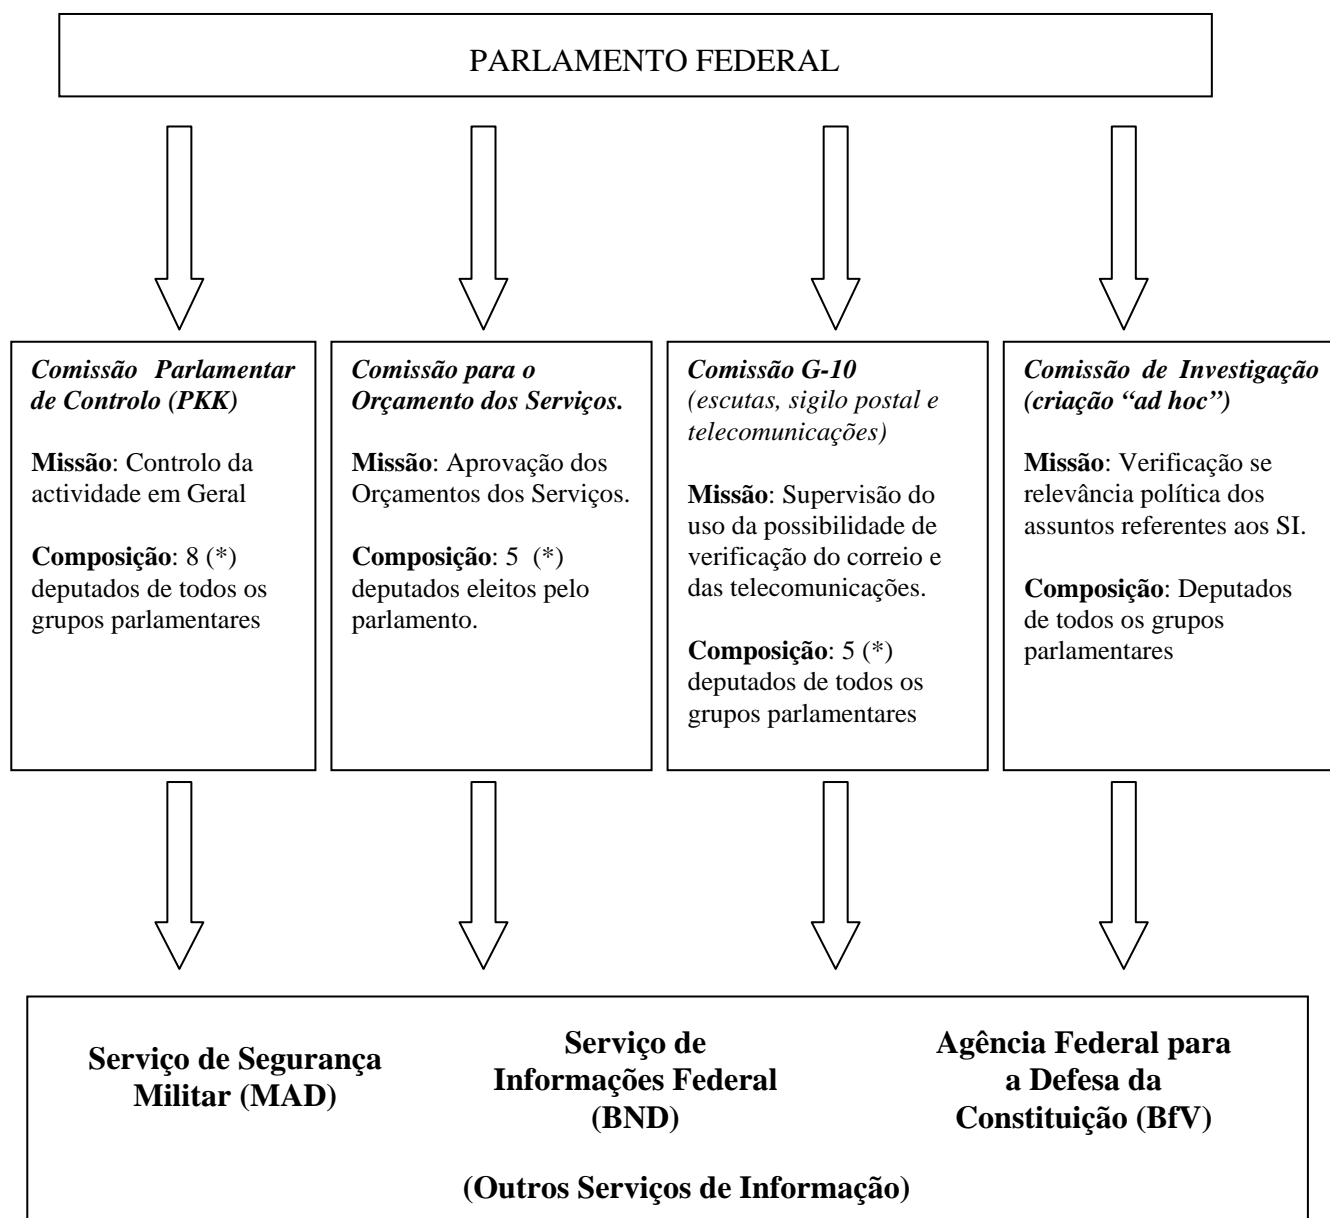 PARLAMENTO FEDERAL
Comissão Parlamentar
de Controlo (PKK)
Missão: Controlo da
actividade em Geral
Composição: 8 (*)
deputados de todos os
grupos parlamentares
Comissão para o
Orçamento dos Serviços.
Missão: Aprovação dos
Orçamentos dos Serviços.
Composição: 5 (*)
deputados eleitos pelo
parlamento.
Comissão G-10
(escutas, sigilo postal e
telecomunicações)
Missão: Supervisão do
uso da possibilidade de
verificação do correio e
das telecomunicações.
Composição: 5 (*)
deputados de todos os
grupos parlamentares
Comissão de Investigação
(criação “ad hoc”)
Missão: Verificação se
relevância política dos
assuntos referentes aos SI.
Composição: Deputados
de todos os grupos
parlamentares
Serviço de Segurança
Militar (MAD)
Serviço de
Informações Federal
(BND)
Agência Federal para
a Defesa da
Constituição (BfV)
(Outros Serviços de Informação)